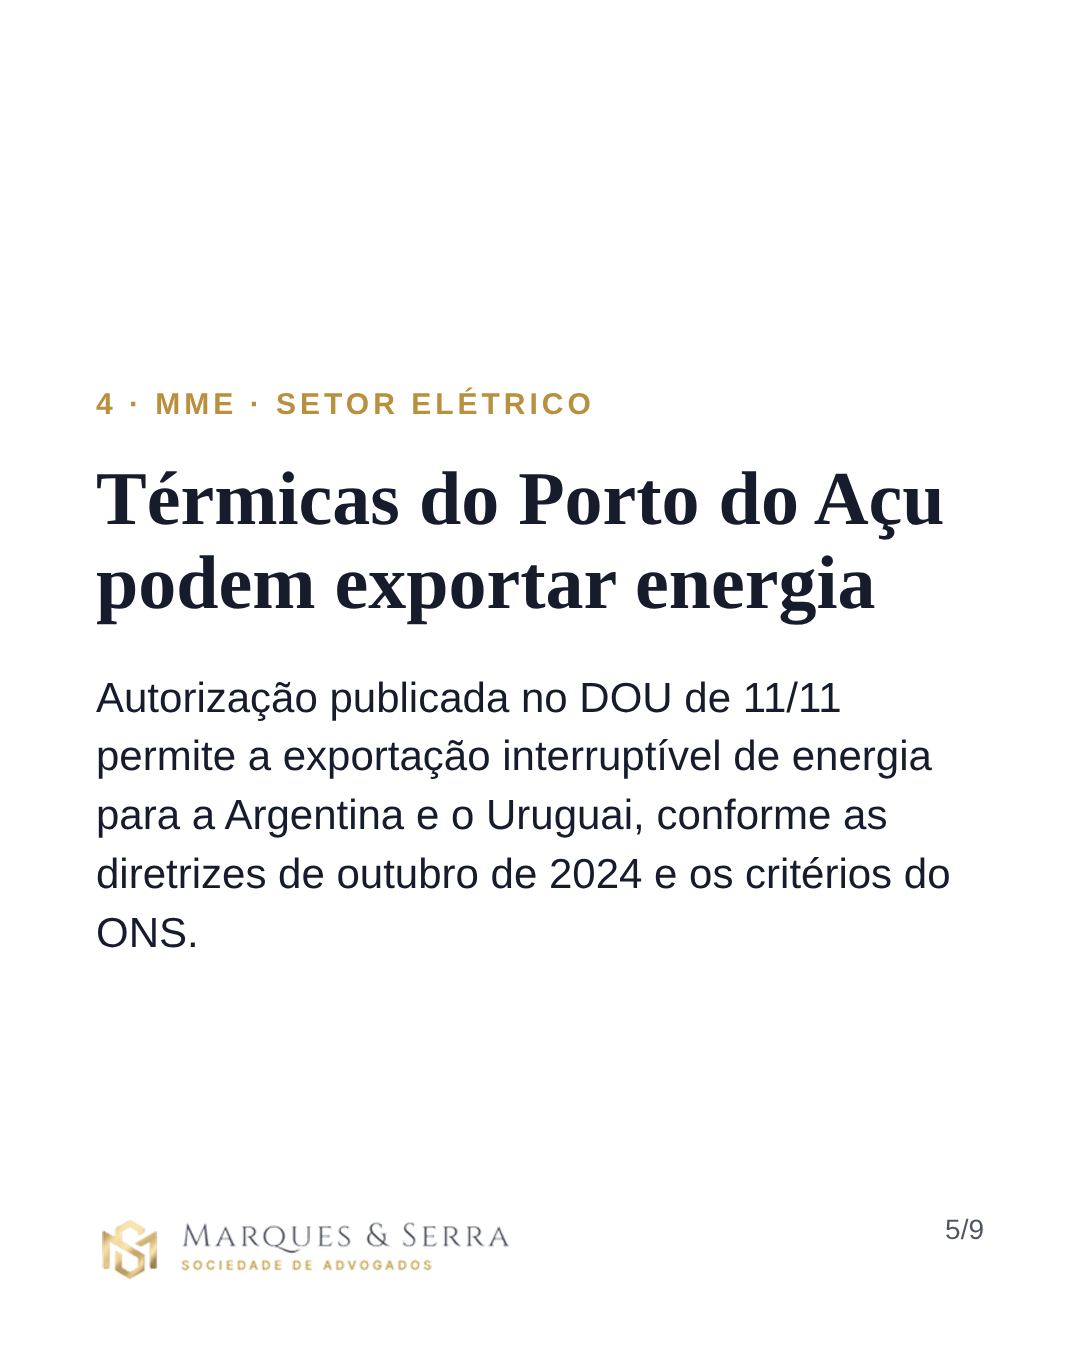 4 · MME · SETOR ELÉTRICO
Térmicas do Porto do Açu
podem exportar energia
Autorização publicada no DOU de 11/11
permite a exportação interruptível de energia
para a Argentina e o Uruguai, conforme as
diretrizes de outubro de 2024 e os critérios do
ONS.
MARQUES & SERRA
SOCIEDADE DE ADVOGADOS
5/9